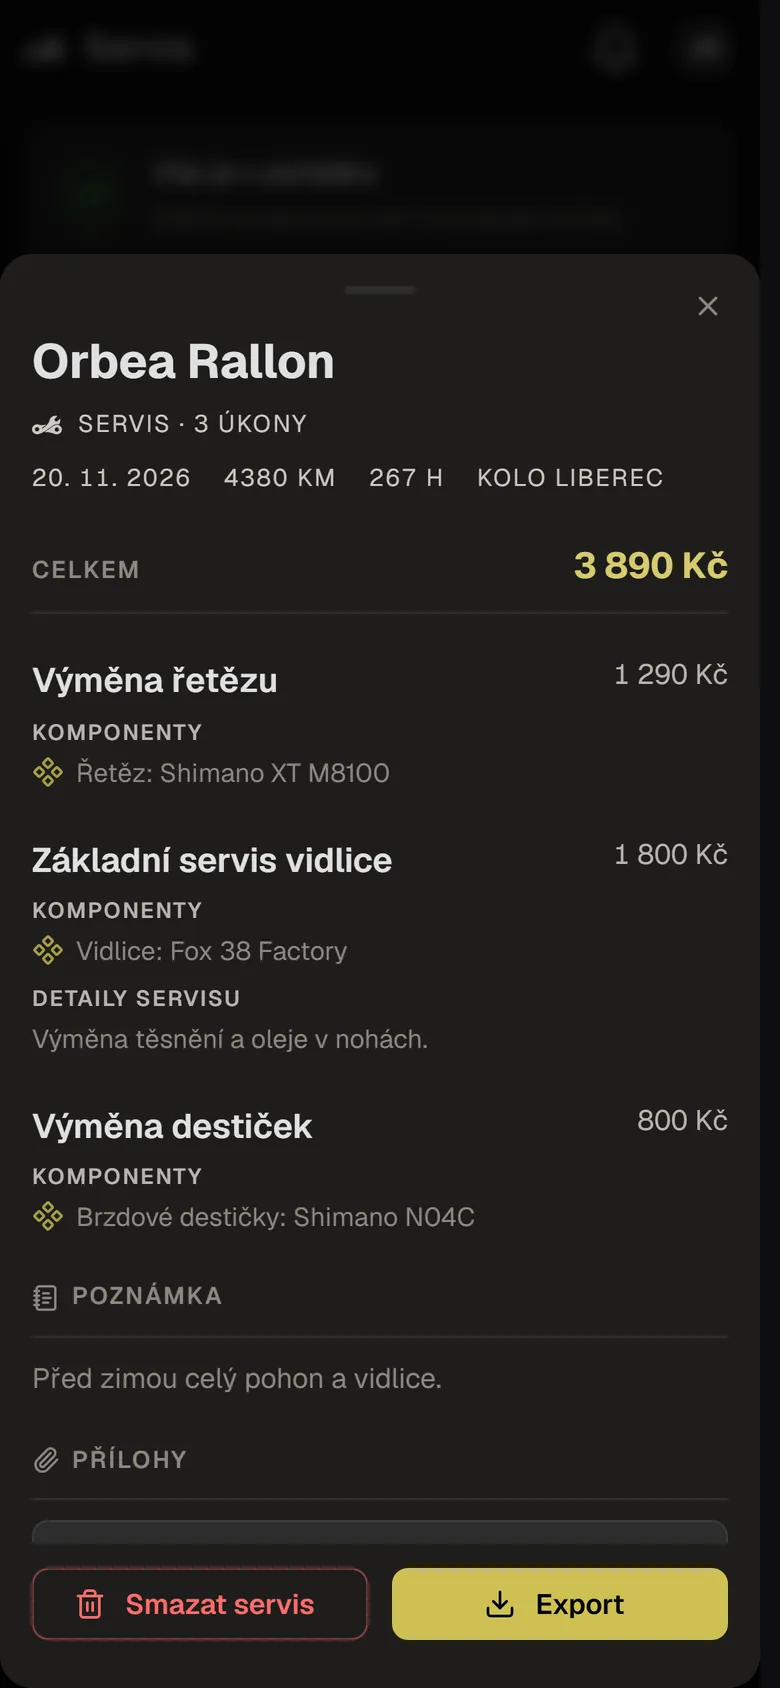 Orbea Rallon
SERVIS · 3 ÚKONY
20. 11. 2026 4380 KM 267 H KOLO LIBEREC
CELKEM 3 890 Kč
Výměna řetězu 1 290 Kč
KOMPONENTY
Řetěz: Shimano XT M8100
Základní servis vidlice 1 800 Kč
KOMPONENTY
Vidlice: Fox 38 Factory
DETAILY SERVISU
Výměna těsnění a oleje v nohách.
Výměna destiček 800 Kč
KOMPONENTY
Brzdové destičky: Shimano N04C
POZNÁMKA
Před zimou celý pohon a vidlice.
PŘÍLOHY
Smazat servis Export